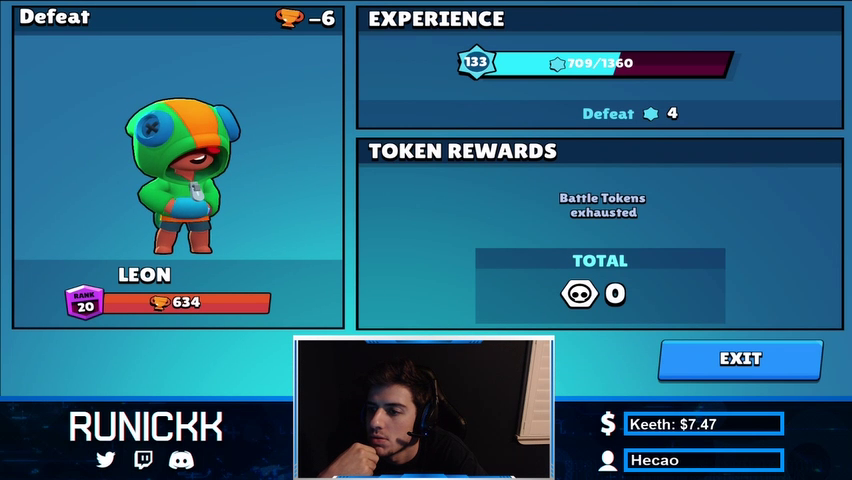 Defeat
-6
LEON
RANK
20
634
EXPERIENCE
133
709/1360
Defeat 4
TOKEN REWARDS
Battle Tokens
exhausted
TOTAL
0
EXIT
RUNICKK
$ Keeth: $7.47
Hecao